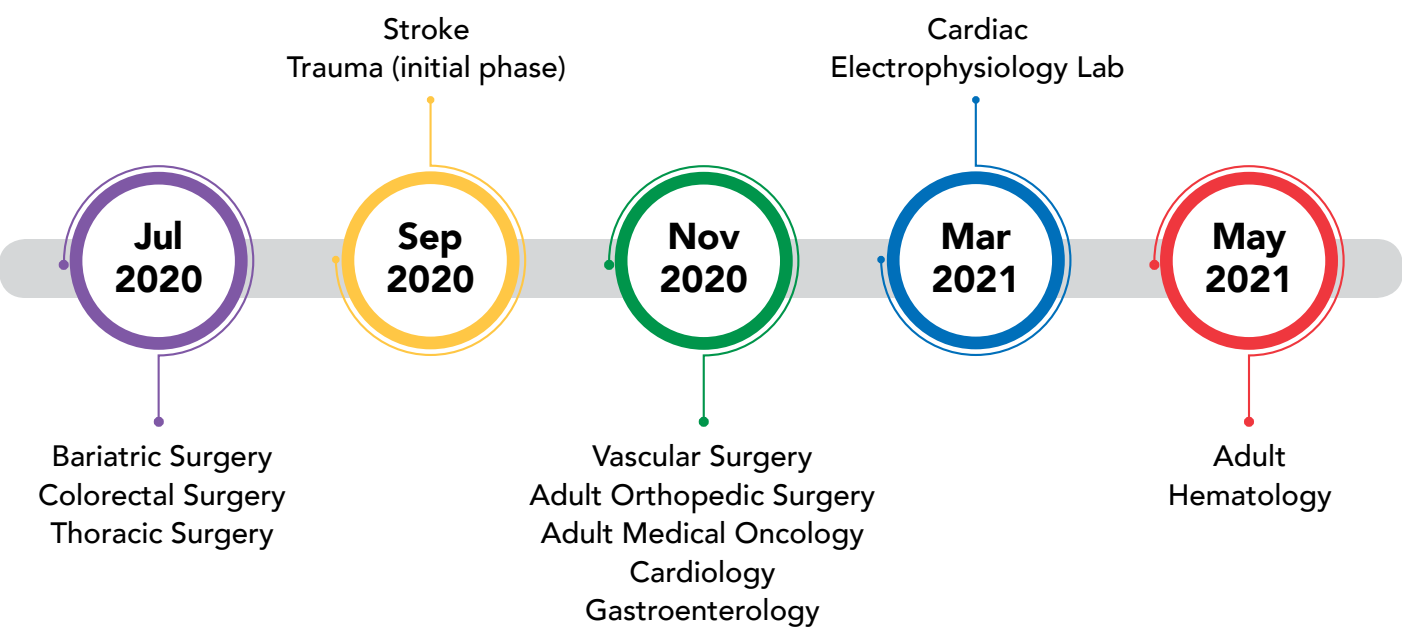 Stroke
Trauma (initial phase)
Cardiac
Electrophysiology Lab
Jul
2020
Sep
2020
Nov
2020
Mar
2021
May
2021
Bariatric Surgery
Colorectal Surgery
Thoracic Surgery
Vascular Surgery
Adult Orthopedic Surgery
Adult Medical Oncology
Cardiology
Gastroenterology
Adult
Hematology